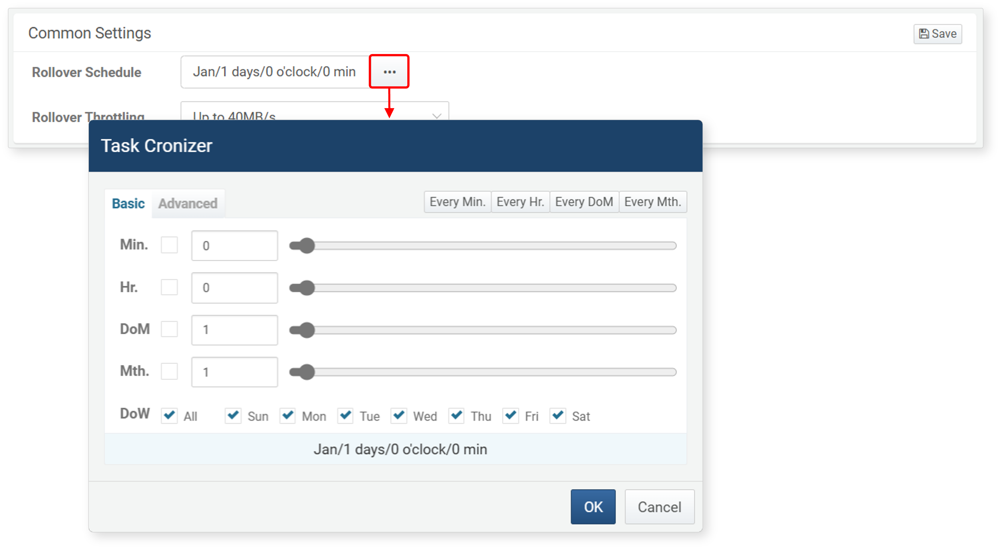 Common Settings
Save
Rollover Schedule
Jan/1 days/0 o'clock/0 min
•••
Rollover Throttling
Up to 40MB/s
Task Cronizer
Basic Advanced
Every Min. Every Hr. Every DoM Every Mth.
Min. 0
Hr. 0
DoM 1
Mth. 1
DoW All Sun Mon Tue Wed Thu Fri Sat
Jan/1 days/0 o'clock/0 min
OK Cancel